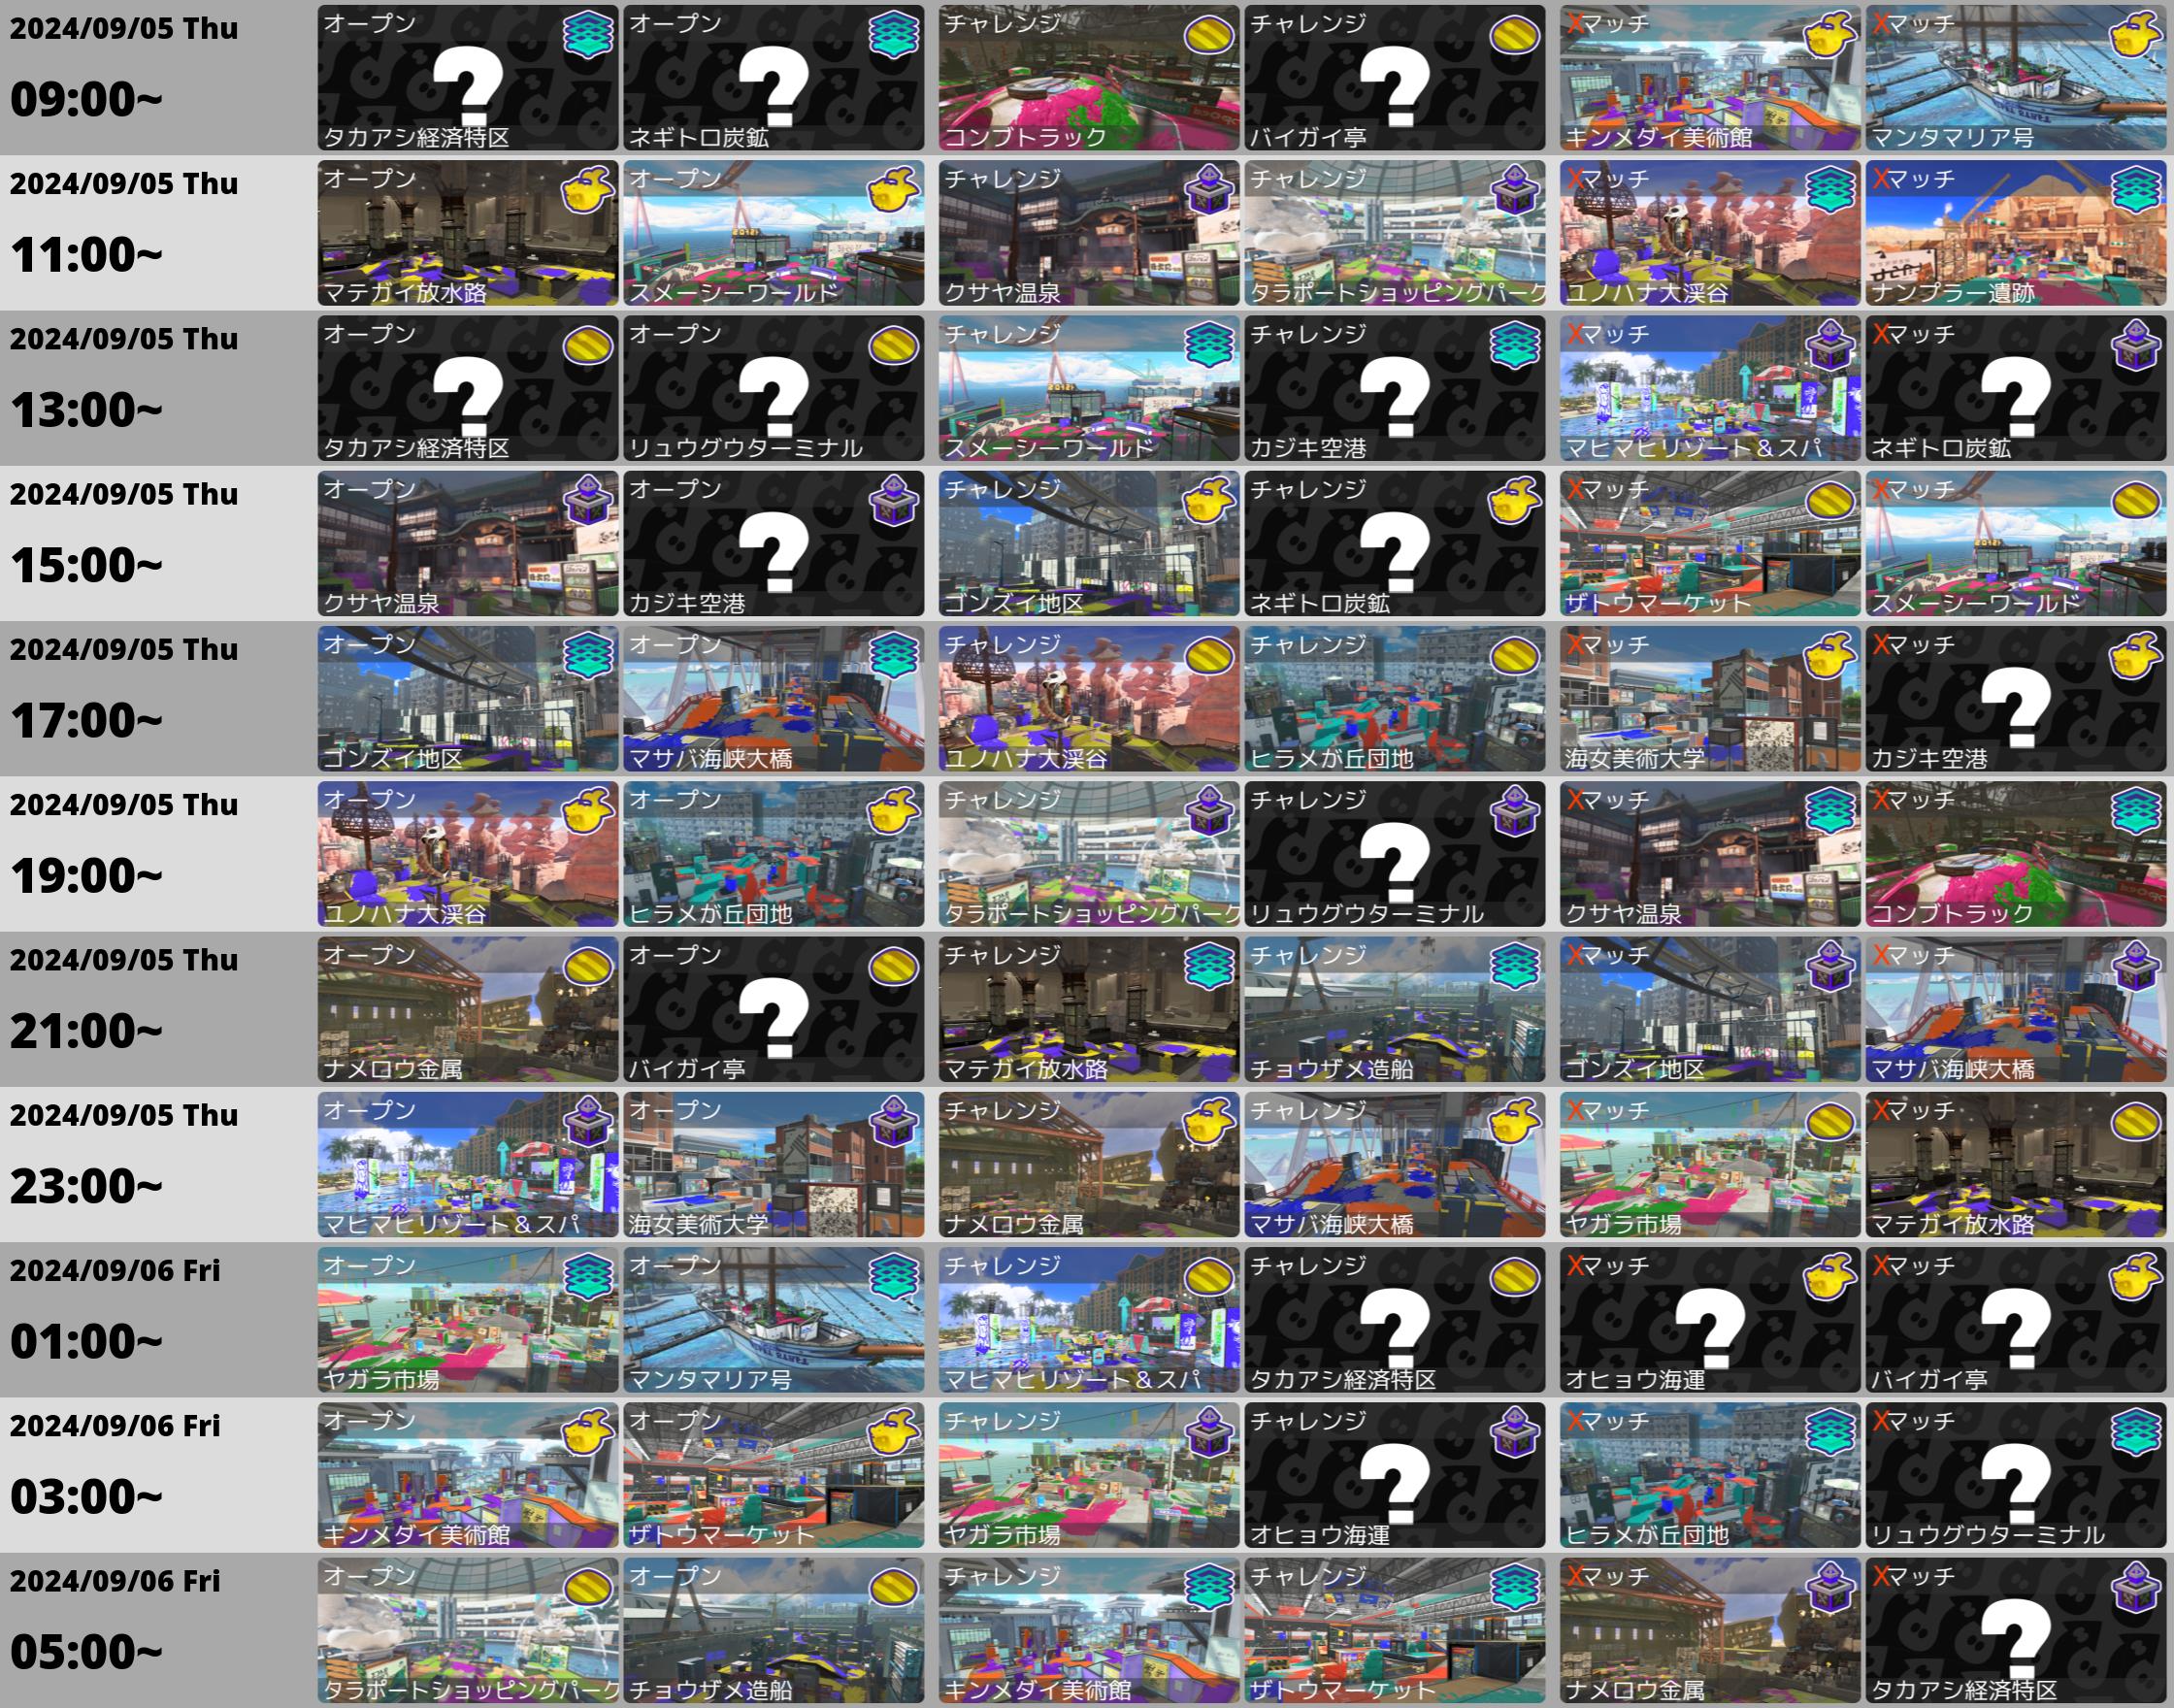 2024/09/05 Thu
09:00~
オープン
タカアシ経済特区
オープン
ネギトロ炭鉱
チャレンジ
コンブトラック
チャレンジ
バイガイ亭
Xマッチ
キンメダイ美術館
Xマッチ
マンタマリア号
2024/09/05 Thu
11:00~
オープン
マテガイ放水路
オープン
スメーシーワールド
チャレンジ
クサヤ温泉
チャレンジ
タラポートショッピングパーク
Xマッチ
ユノハナ大渓谷
Xマッチ
ナンプラー遺跡
2024/09/05 Thu
13:00~
オープン
タカアシ経済特区
オープン
リュウグウターミナル
チャレンジ
スメーシーワールド
チャレンジ
カジキ空港
Xマッチ
マヒマヒリゾート&スパ
Xマッチ
ネギトロ炭鉱
2024/09/05 Thu
15:00~
オープン
クサヤ温泉
オープン
カジキ空港
チャレンジ
ゴンズイ地区
チャレンジ
ネギトロ炭鉱
Xマッチ
ザトウマーケット
Xマッチ
スメーシーワールド
2024/09/05 Thu
17:00~
オープン
ゴンズイ地区
オープン
マサバ海峡大橋
チャレンジ
ユノハナ大渓谷
チャレンジ
ヒラメが丘団地
Xマッチ
海女美術大学
Xマッチ
カジキ空港
2024/09/05 Thu
19:00~
オープン
ユノハナ大渓谷
オープン
ヒラメが丘団地
チャレンジ
タラポートショッピングパーク
チャレンジ
リュウグウターミナル
Xマッチ
クサヤ温泉
Xマッチ
コンブトラック
2024/09/05 Thu
21:00~
オープン
ナメロウ金属
オープン
バイガイ亭
チャレンジ
マテガイ放水路
チャレンジ
チョウザメ造船
Xマッチ
ゴンズイ地区
Xマッチ
マサバ海峡大橋
2024/09/05 Thu
23:00~
オープン
マヒマヒリゾート&スパ
オープン
海女美術大学
チャレンジ
ナメロウ金属
チャレンジ
マサバ海峡大橋
Xマッチ
ヤガラ市場
Xマッチ
マテガイ放水路
2024/09/06 Fri
01:00~
オープン
ヤガラ市場
オープン
マンタマリア号
チャレンジ
マヒマヒリゾート&スパ
チャレンジ
タカアシ経済特区
Xマッチ
オヒョウ海運
Xマッチ
バイガイ亭
2024/09/06 Fri
03:00~
オープン
キンメダイ美術館
オープン
ザトウマーケット
チャレンジ
ヤガラ市場
チャレンジ
オヒョウ海運
Xマッチ
ヒラメが丘団地
Xマッチ
リュウグウターミナル
2024/09/06 Fri
05:00~
オープン
タラポートショッピングパーク
オープン
チョウザメ造船
チャレンジ
キンメダイ美術館
チャレンジ
ザトウマーケット
Xマッチ
ナメロウ金属
Xマッチ
タカアシ経済特区